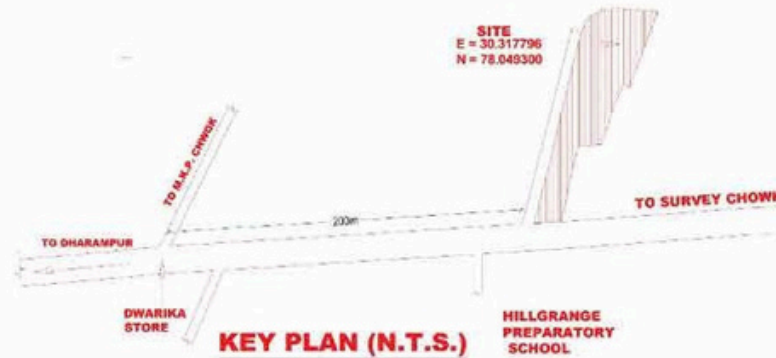 SITE
E = 30.317796
N = 78.049300
TO M.K.P. CHWOK
200m
TO SURVEY CHOWK
TO DHARAMPUR
DWARIKA
STORE
HILLGRANGE
PREPARATORY
SCHOOL
KEY PLAN (N.T.S.)